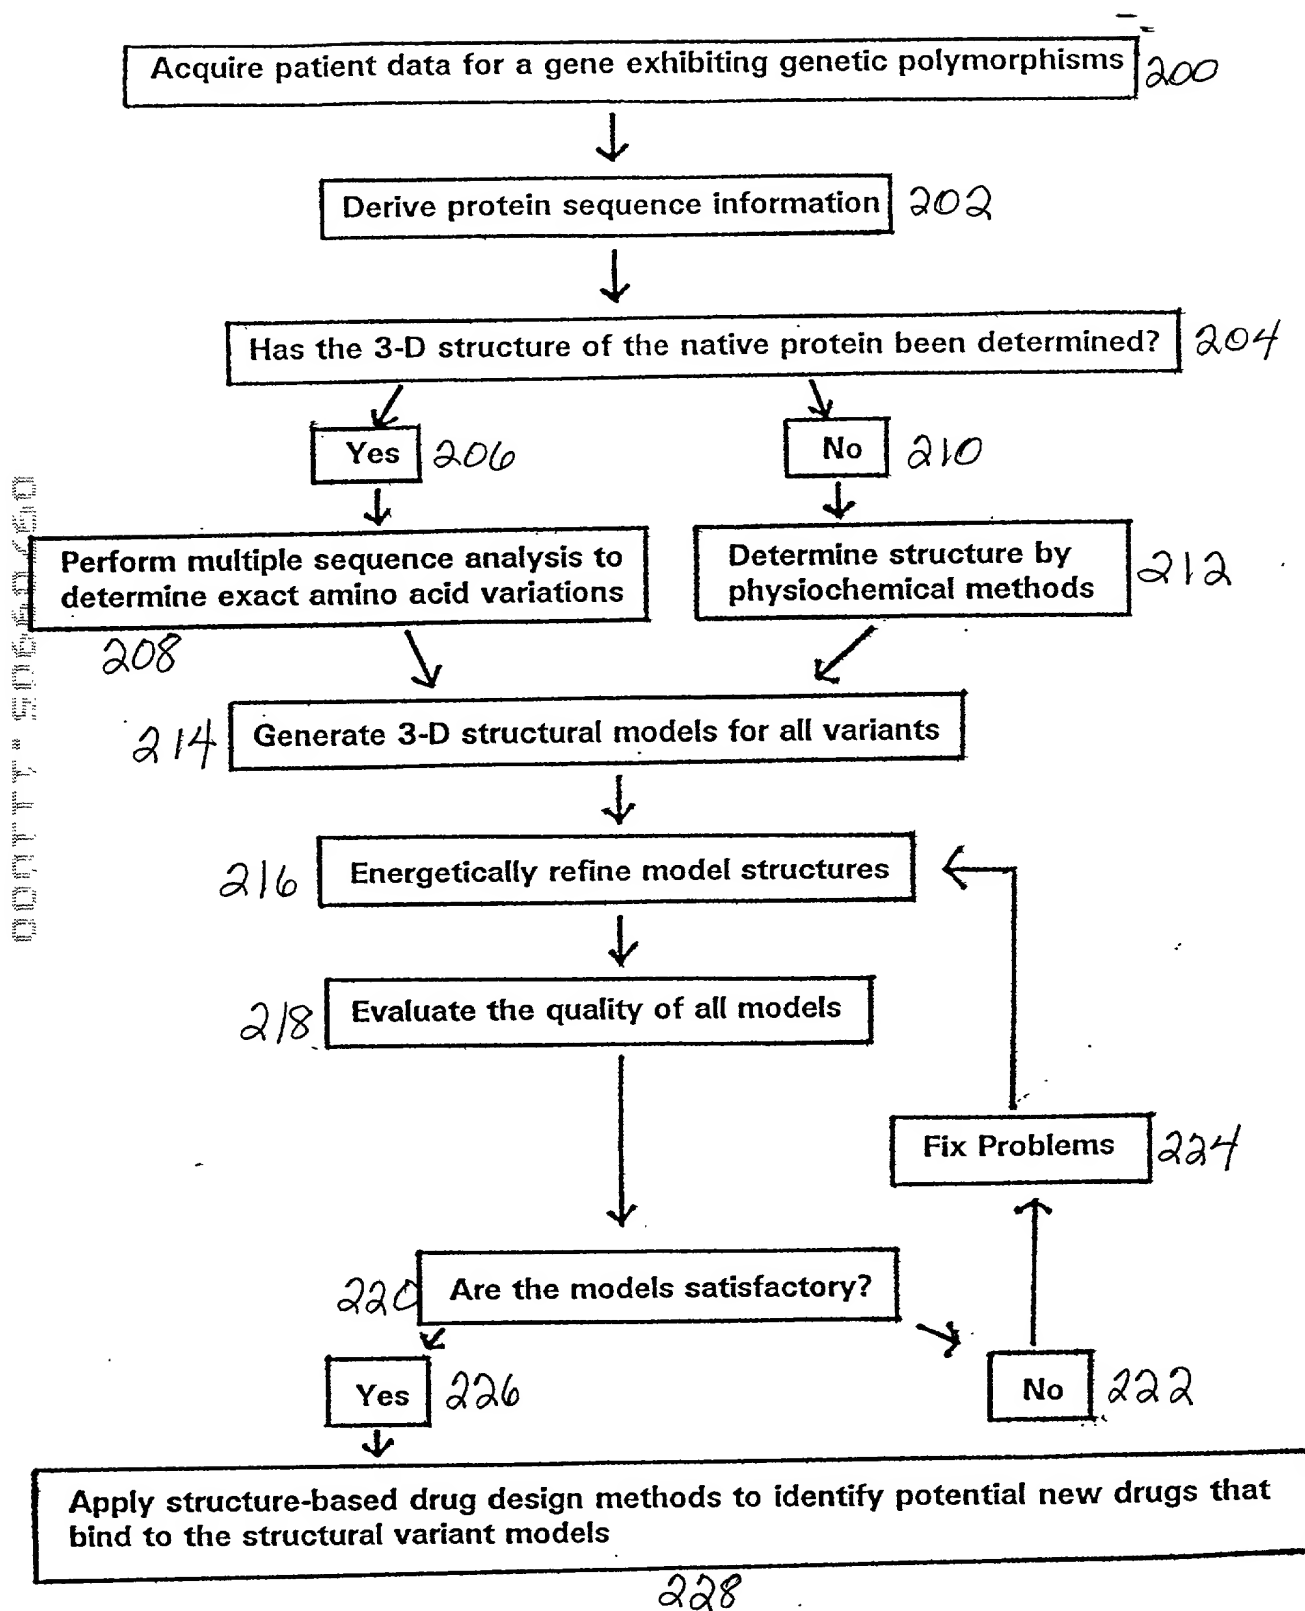 Acquire patient data for a gene exhibiting genetic polymorphisms 200
Derive protein sequence information 202
Has the 3-D structure of the native protein been determined? 204
Yes 206
No 210
Perform multiple sequence analysis to
determine exact amino acid variations
208
Determine structure by
physiochemical methods
212
214 Generate 3-D structural models for all variants
216 Energetically refine model structures
218 Evaluate the quality of all models
Fix Problems 224
220 Are the models satisfactory?
Yes 226
No 222
Apply structure-based drug design methods to identify potential new drugs that
bind to the structural variant models
228